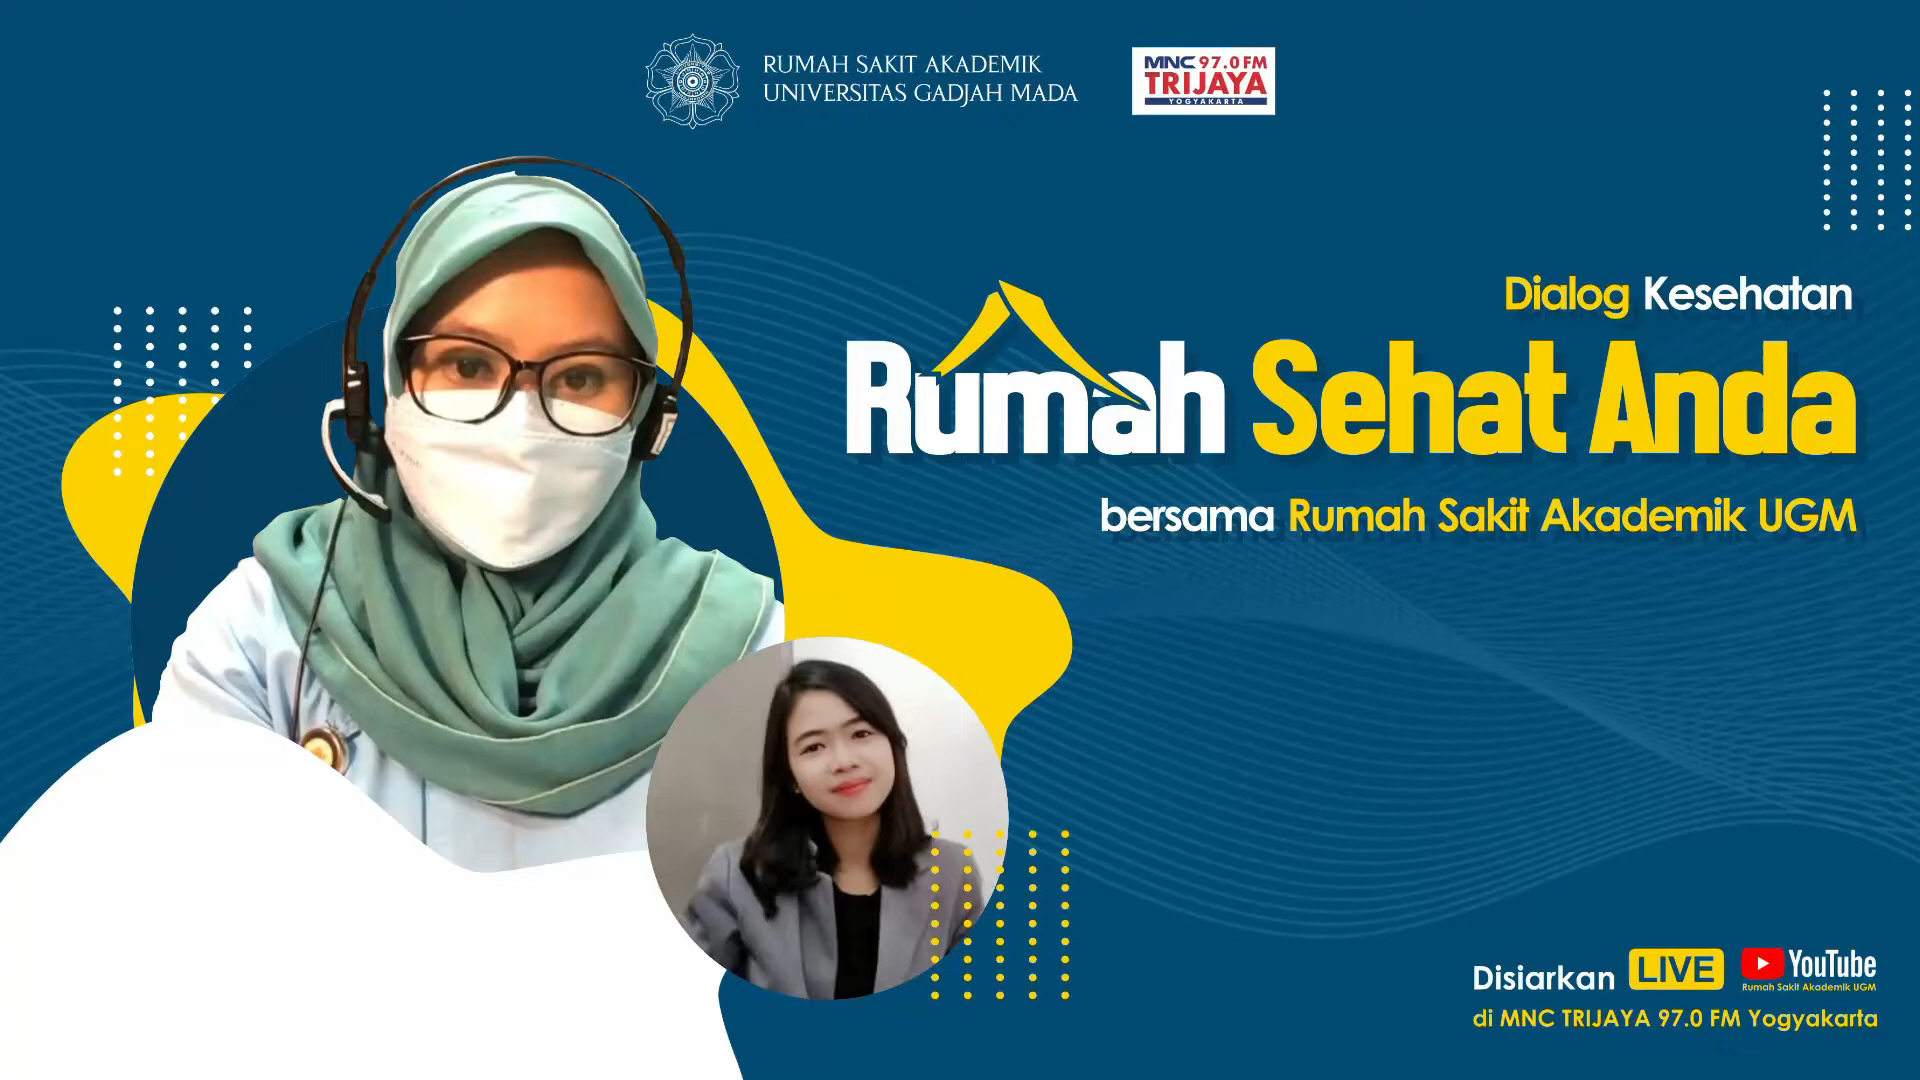 RUMAH SAKIT AKADEMIK
UNIVERSITAS GADJAH MADA
MNC 97.0 FM
TRIJAYA
YOGYAKARTA
Dialog Kesehatan
Rumah Sehat Anda
bersama Rumah Sakit Akademik UGM
Disiarkan LIVE YouTube
Rumah Sakit Akademik UGM
di MNC TRIJAYA 97.0 FM Yogyakarta